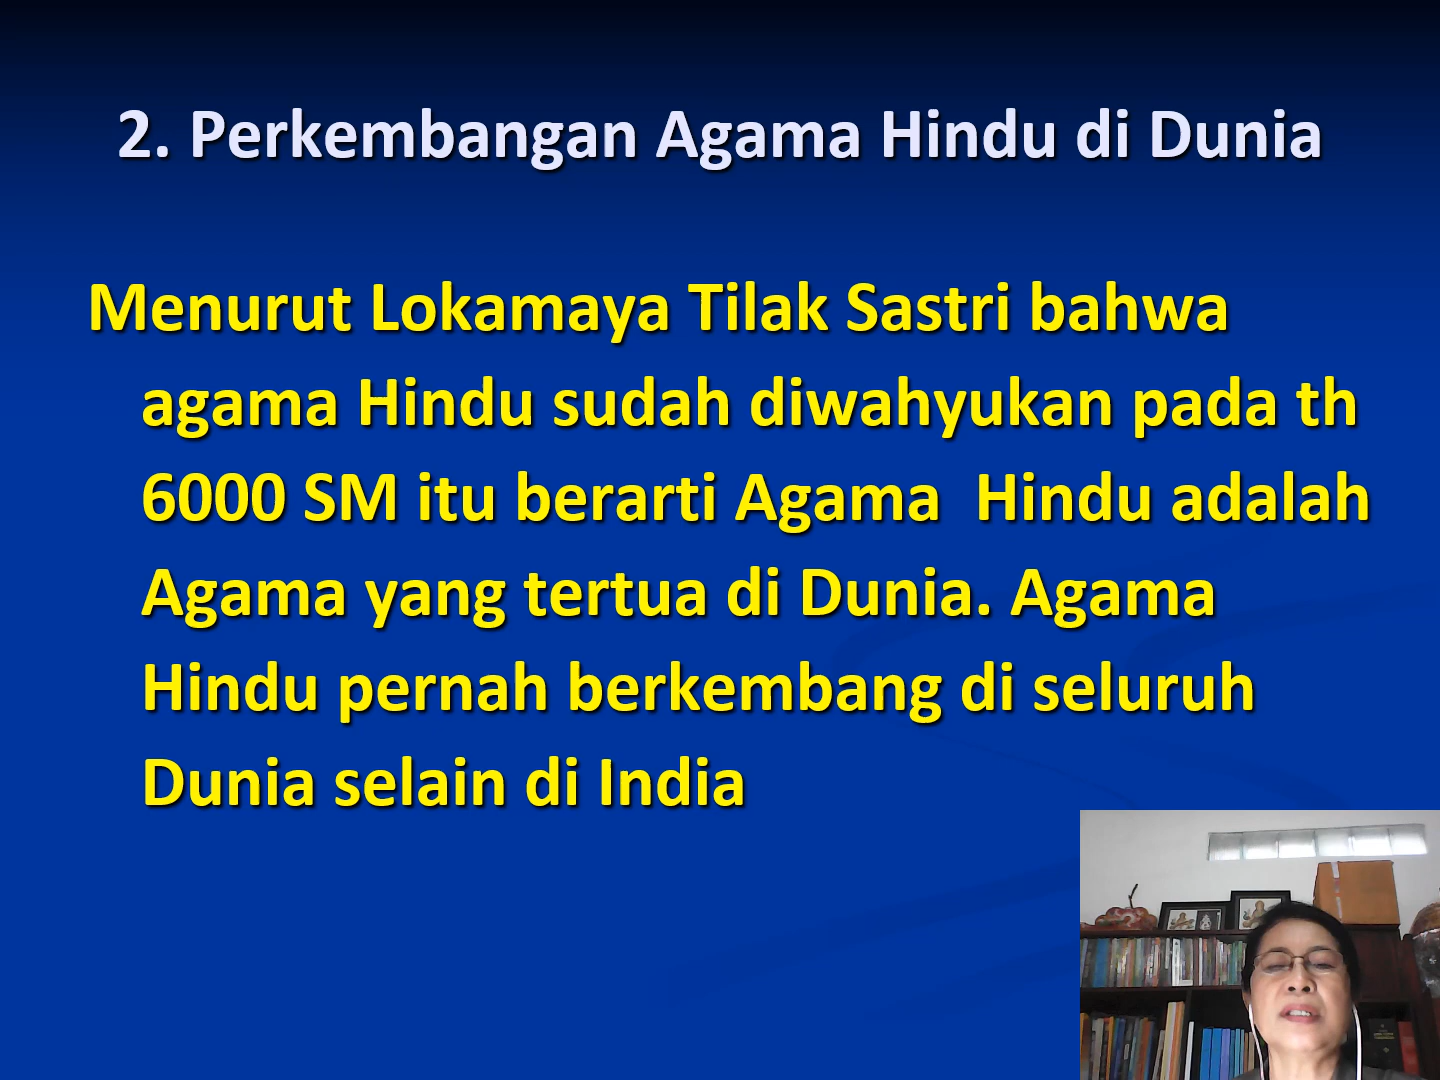 2. Perkembangan Agama Hindu di Dunia
Menurut Lokamaya Tilak Sastri bahwa
agama Hindu sudah diwahyukan pada th
6000 SM itu berarti Agama  Hindu adalah
Agama yang tertua di Dunia. Agama
Hindu pernah berkembang di seluruh
Dunia selain di India